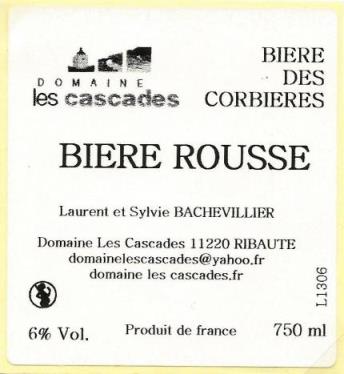 DOMAINE
les cascades
BIERE
DES
CORBIERES
BIERE ROUSSE
Laurent et Sylvie BACHEVILLIER
Domaine Les Cascades 11220 RIBAUTE
domainelescascades@yahoo.fr
domaine les cascades.fr
L1306
6% Vol.
Produit de france
750 ml